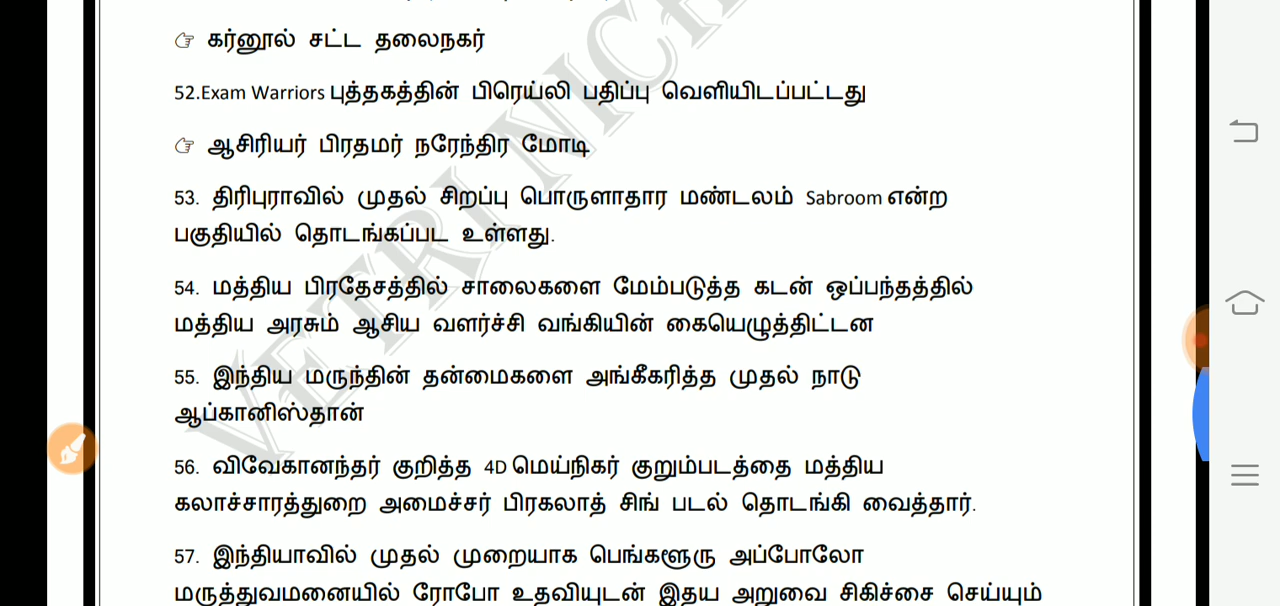 ☞ கர்னூல் சட்ட தலைநகர்
52.Exam Warriors புத்தகத்தின் பிரெய்லி பதிப்பு வெளியிடப்பட்டது
☞ ஆசிரியர் பிரதமர் நரேந்திர மோடி
53. திரிபுராவில் முதல் சிறப்பு பொருளாதார மண்டலம் Sabroom என்ற
பகுதியில் தொடங்கப்பட உள்ளது.
54. மத்திய பிரதேசத்தில் சாலைகளை மேம்படுத்த கடன் ஒப்பந்தத்தில்
மத்திய அரசும் ஆசிய வளர்ச்சி வங்கியின் கையெழுத்திட்டன
55. இந்திய மருந்தின் தன்மைகளை அங்கீகரித்த முதல் நாடு
ஆப்கானிஸ்தான்
56. விவேகானந்தர் குறித்த 4D மெய்நிகர் குறும்படத்தை மத்திய
கலாச்சாரத்துறை அமைச்சர் பிரகலாத் சிங் படல் தொடங்கி வைத்தார்.
57. இந்தியாவில் முதல் முறையாக பெங்களூரு அப்போலோ
மருத்துவமனையில் ரோபோ உதவியுடன் இதய அறுவை சிகிச்சை செய்யும்
VETRI NICH